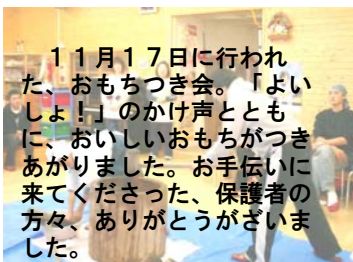 １１月１７日に行われ
た、おもちつき会。「よい
しょ！」のかけ声ととも
に、おいしいおもちがつき
あがりました。お手伝いに
来てくださった、保護者の
方々、ありがとうがざいま
した。